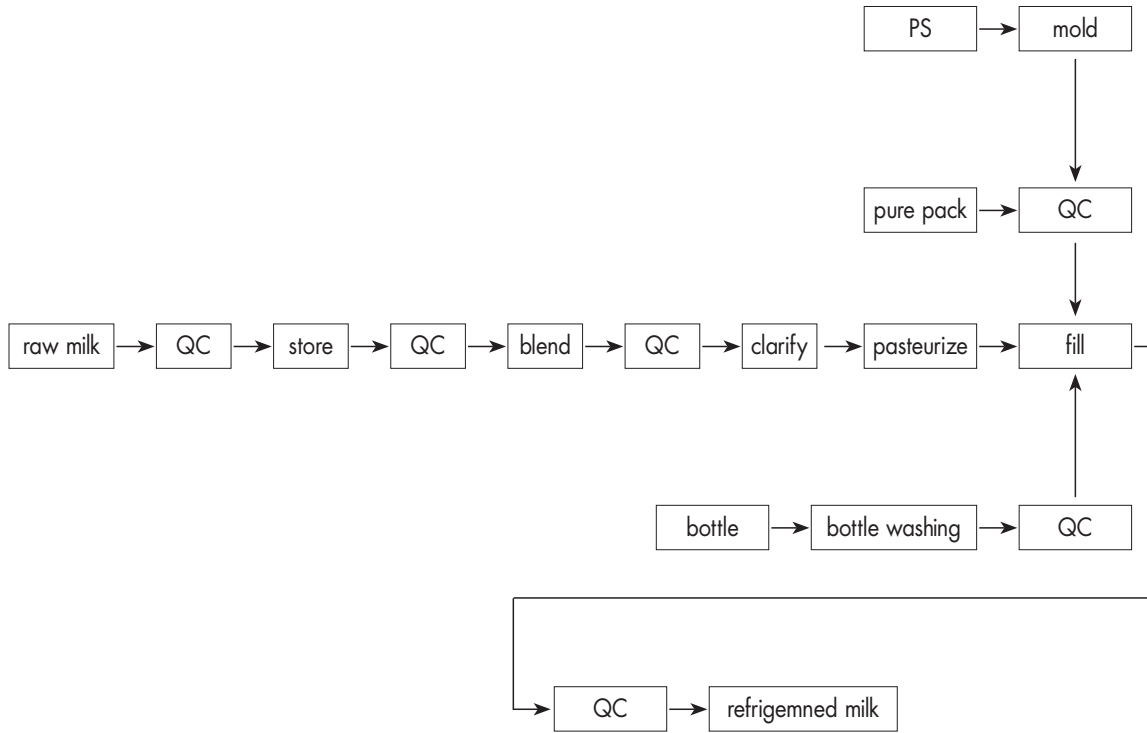 PS
mold
pure pack
QC
raw milk
QC
store
QC
blend
QC
clarify
pasteurize
fill
bottle
bottle washing
QC
QC
refrigemned milk